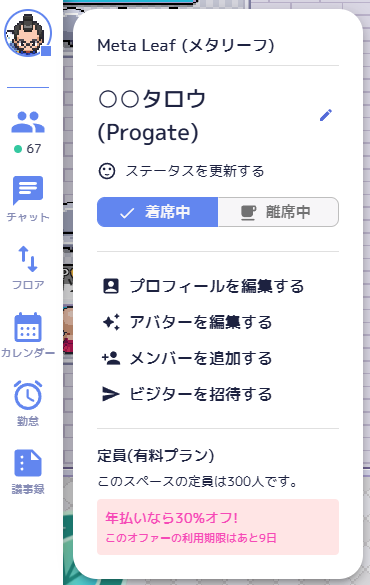 67
チャット
フロア
カレンダー
勤怠
議事録
Meta Leaf (メタリーフ)
〇〇タロウ
(Progate)
ステータスを更新する
着席中
離席中
プロフィールを編集する
アバターを編集する
メンバーを追加する
ビジターを招待する
定員(有料プラン)
このスペースの定員は300人です。
年払いなら30%オフ!
このオファーの利用期限はあと9日